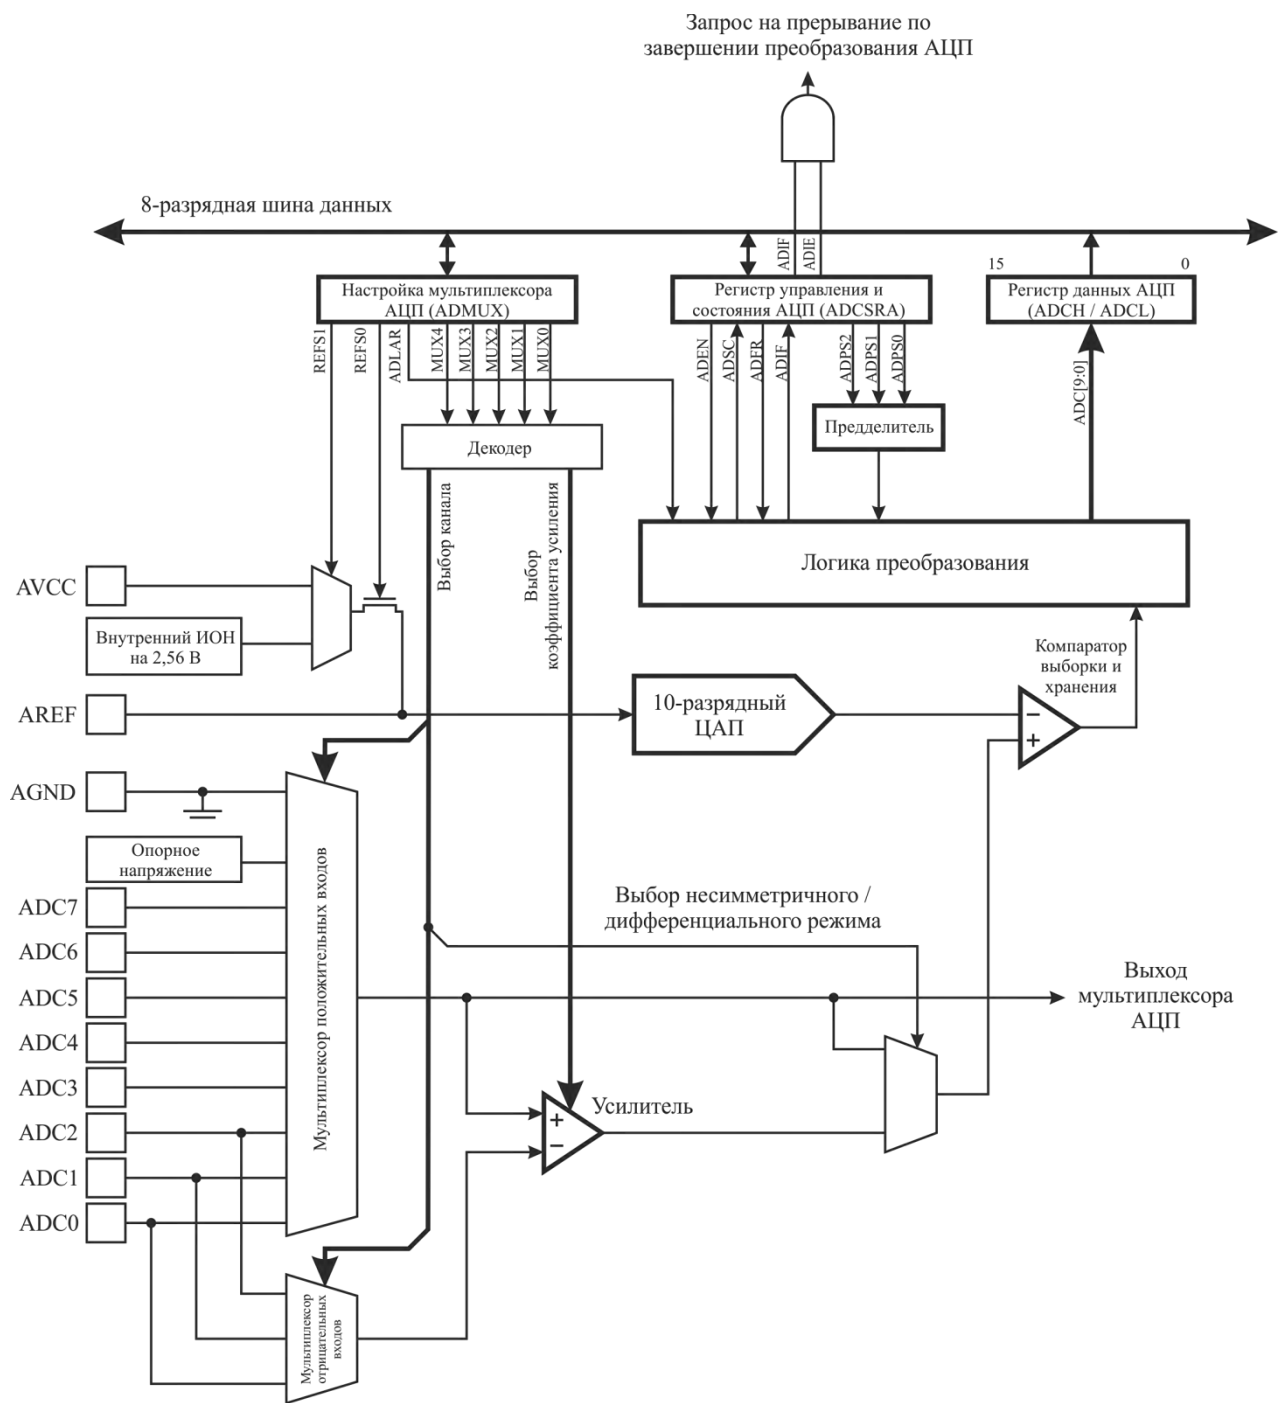 Запрос на прерывание по
завершении преобразования АЦП
8-разрядная шина данных
ADIF
ADIE
15
0
Настройка мультиплексора
АЦП (ADMUX)
Регистр управления и
состояния АЦП (ADCSRA)
Регистр данных АЦП
(ADCH / ADCL)
REFS1
REFS0
ADLAR
MUX4
MUX3
MUX2
MUX1
MUX0
ADEN
ADSC
ADFR
ADIF
ADPS2
ADPS1
ADPS0
ADC[9:0]
Декодер
Предделитель
Выбор канала
Выбор
коэффициента усиления
Логика преобразования
AVCC
Внутренний ИОН
на 2,56 В
Компаратор
выборки и
хранения
AREF
10-разрядный
ЦАП
−
+
AGND
Опорное
напряжение
Мультиплексор положительных входов
Выбор несимметричного /
дифференциального режима
ADC7
ADC6
ADC5
ADC4
ADC3
ADC2
ADC1
ADC0
Выход
мультиплексора
АЦП
Усилитель
+
−
Мультиплексор
отрицательных
входов